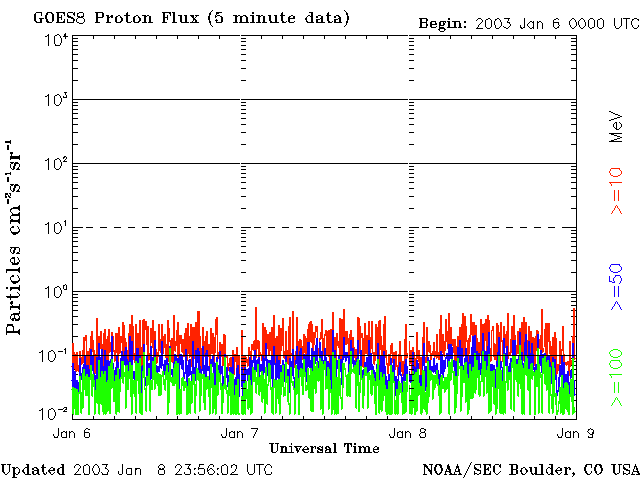 GOES8 Proton Flux (5 minute data)
Begin: 2003 Jan 6 0000 UTC
Particles cm⁻²s⁻¹sr⁻¹
10⁴
10³
10²
10¹
10⁰
10⁻¹
10⁻²
Jan 6
Jan 7
Jan 8
Jan 9
Universal Time
MeV
>=10
>=50
>=100
Updated 2003 Jan 8 23:56:02 UTC
NOAA/SEC Boulder, CO USA